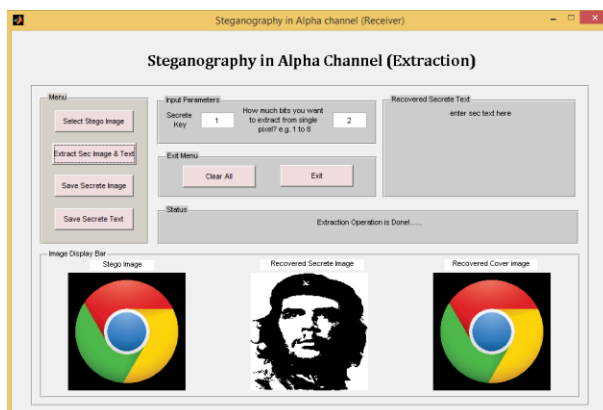 Steganography in Alpha channel (Receiver)
Steganography in Alpha Channel (Extraction)
Menu
Select Stego Image
Extract Sec Image & Text
Save Secrete Image
Save Secrete Text
Input Parameters
Secrete
Key
1
How much bits you want
to extract from single
pixel? e.g. 1 to 8
2
Exit Menu
Clear All
Exit
Recovered Secrete Text
enter sec text here
Status
Extraction Operation is Done!.....
Image Display Bar
Stego Image
Recovered Secrete Image
Recovered Cover image